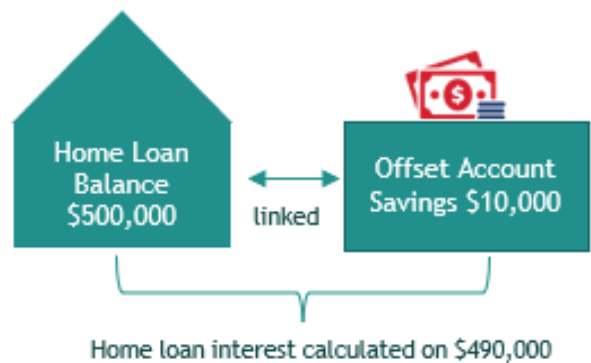 Home Loan
Balance
$500,000
linked
Offset Account
Savings $10,000
Home loan interest calculated on $490,000